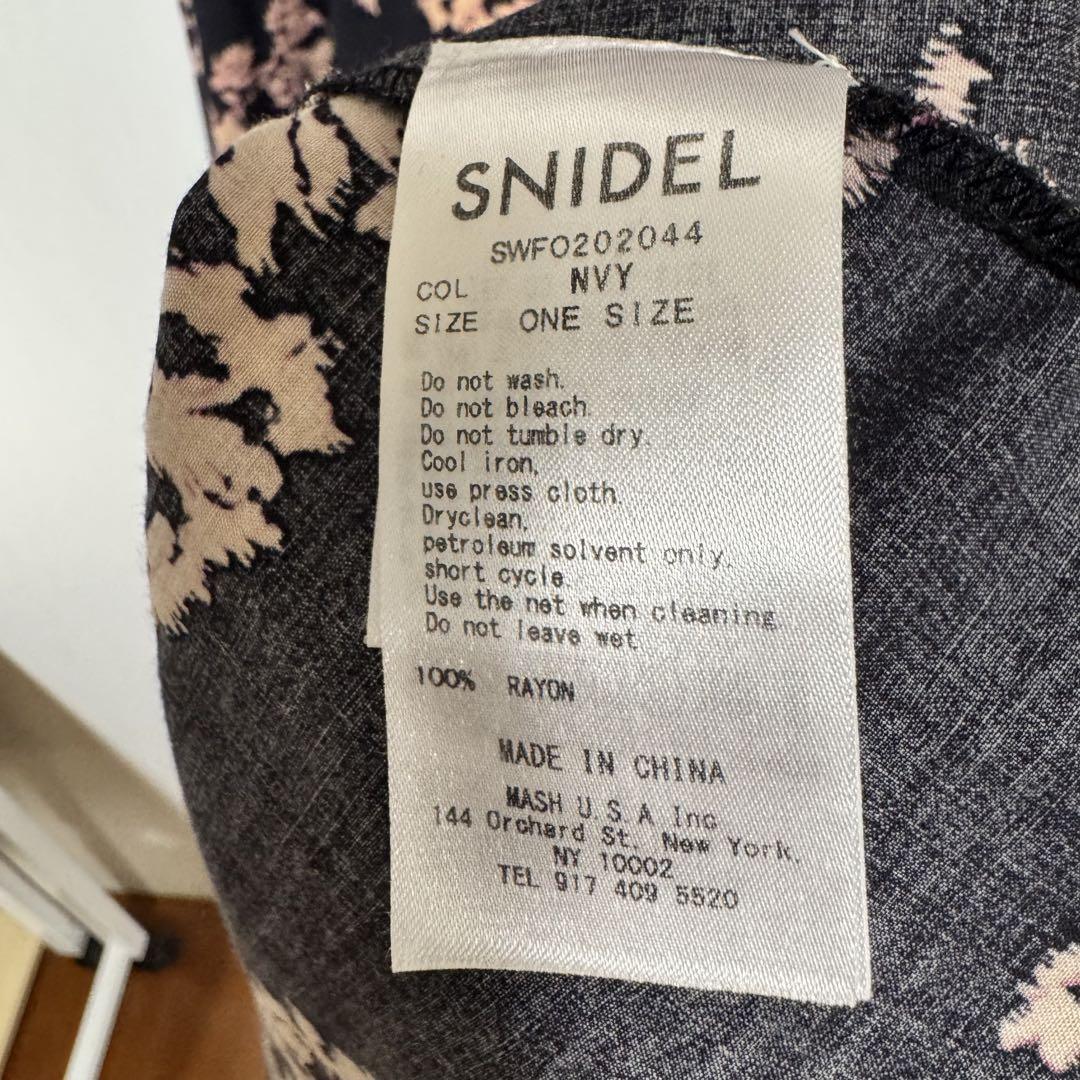 SNIDEL
SWFO202044
COL NVY
SIZE ONE SIZE
Do not wash.
Do not bleach.
Do not tumble dry.
Cool iron,
use press cloth.
Dryclean,
petroleum solvent only,
short cycle.
Use the net when cleaning.
Do not leave wet
100% RAYON
MADE IN CHINA
MASH U S A Inc
144 Orchard St. New York,
NY 10002
TEL 917 409 5520